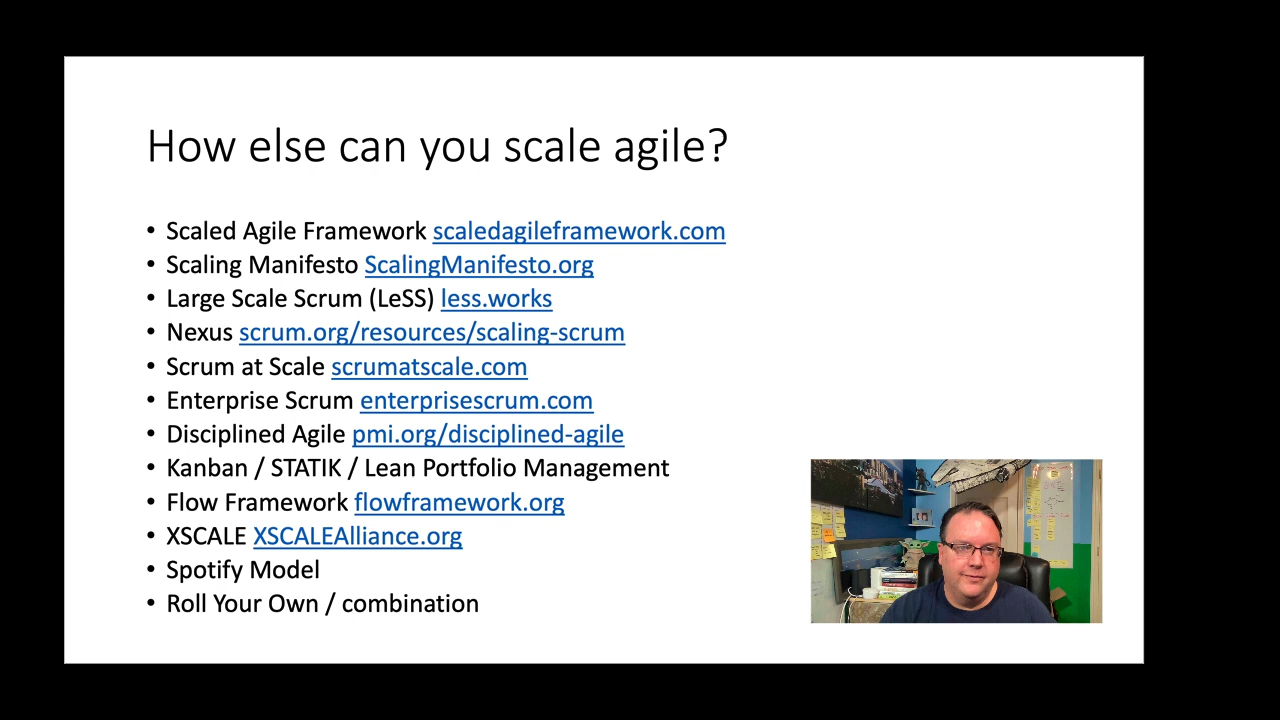 How else can you scale agile?
• Scaled Agile Framework scaledagileframework.com
• Scaling Manifesto ScalingManifesto.org
• Large Scale Scrum (LeSS) less.works
• Nexus scrum.org/resources/scaling-scrum
• Scrum at Scale scrumatscale.com
• Enterprise Scrum enterprisescrum.com
• Disciplined Agile pmi.org/disciplined-agile
• Kanban / STATIK / Lean Portfolio Management
• Flow Framework flowframework.org
• XSCALE XSCALEAlliance.org
• Spotify Model
• Roll Your Own / combination